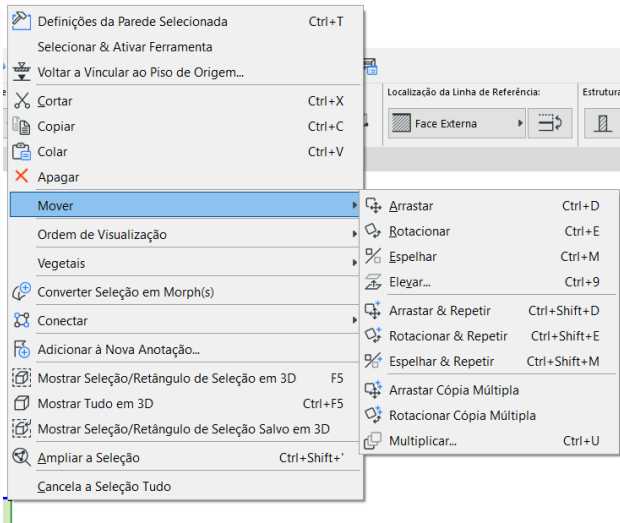 Definições da Parede Selecionada Ctrl+T
Selecionar & Ativar Ferramenta
Voltar a Vincular ao Piso de Origem...
Cortar Ctrl+X
Copiar Ctrl+C
Colar Ctrl+V
Apagar
Mover
Ordem de Visualização
Vegetais
Converter Seleção em Morph(s)
Conectar
Adicionar à Nova Anotação...
Mostrar Seleção/Retângulo de Seleção em 3D F5
Mostrar Tudo em 3D Ctrl+F5
Mostrar Seleção/Retângulo de Seleção Salvo em 3D
Ampliar a Seleção Ctrl+Shift+'
Cancela a Seleção Tudo
Localização da Linha de Referência:
Face Externa
Estrutura
Arrastar Ctrl+D
Rotacionar Ctrl+E
Espelhar Ctrl+M
Elevar... Ctrl+9
Arrastar & Repetir Ctrl+Shift+D
Rotacionar & Repetir Ctrl+Shift+E
Espelhar & Repetir Ctrl+Shift+M
Arrastar Cópia Múltipla
Rotacionar Cópia Múltipla
Multiplicar... Ctrl+U